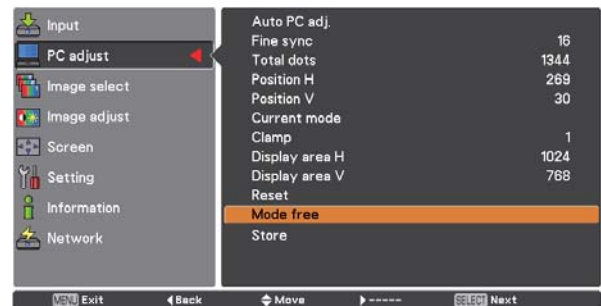 Input
PC adjust
Image select
Image adjust
Screen
Setting
Information
Network
Auto PC adj.
Fine sync 16
Total dots 1344
Position H 269
Position V 30
Current mode
Clamp 1
Display area H 1024
Display area V 768
Reset
Mode free
Store
MENU Exit Back Move ----- SELECT Next